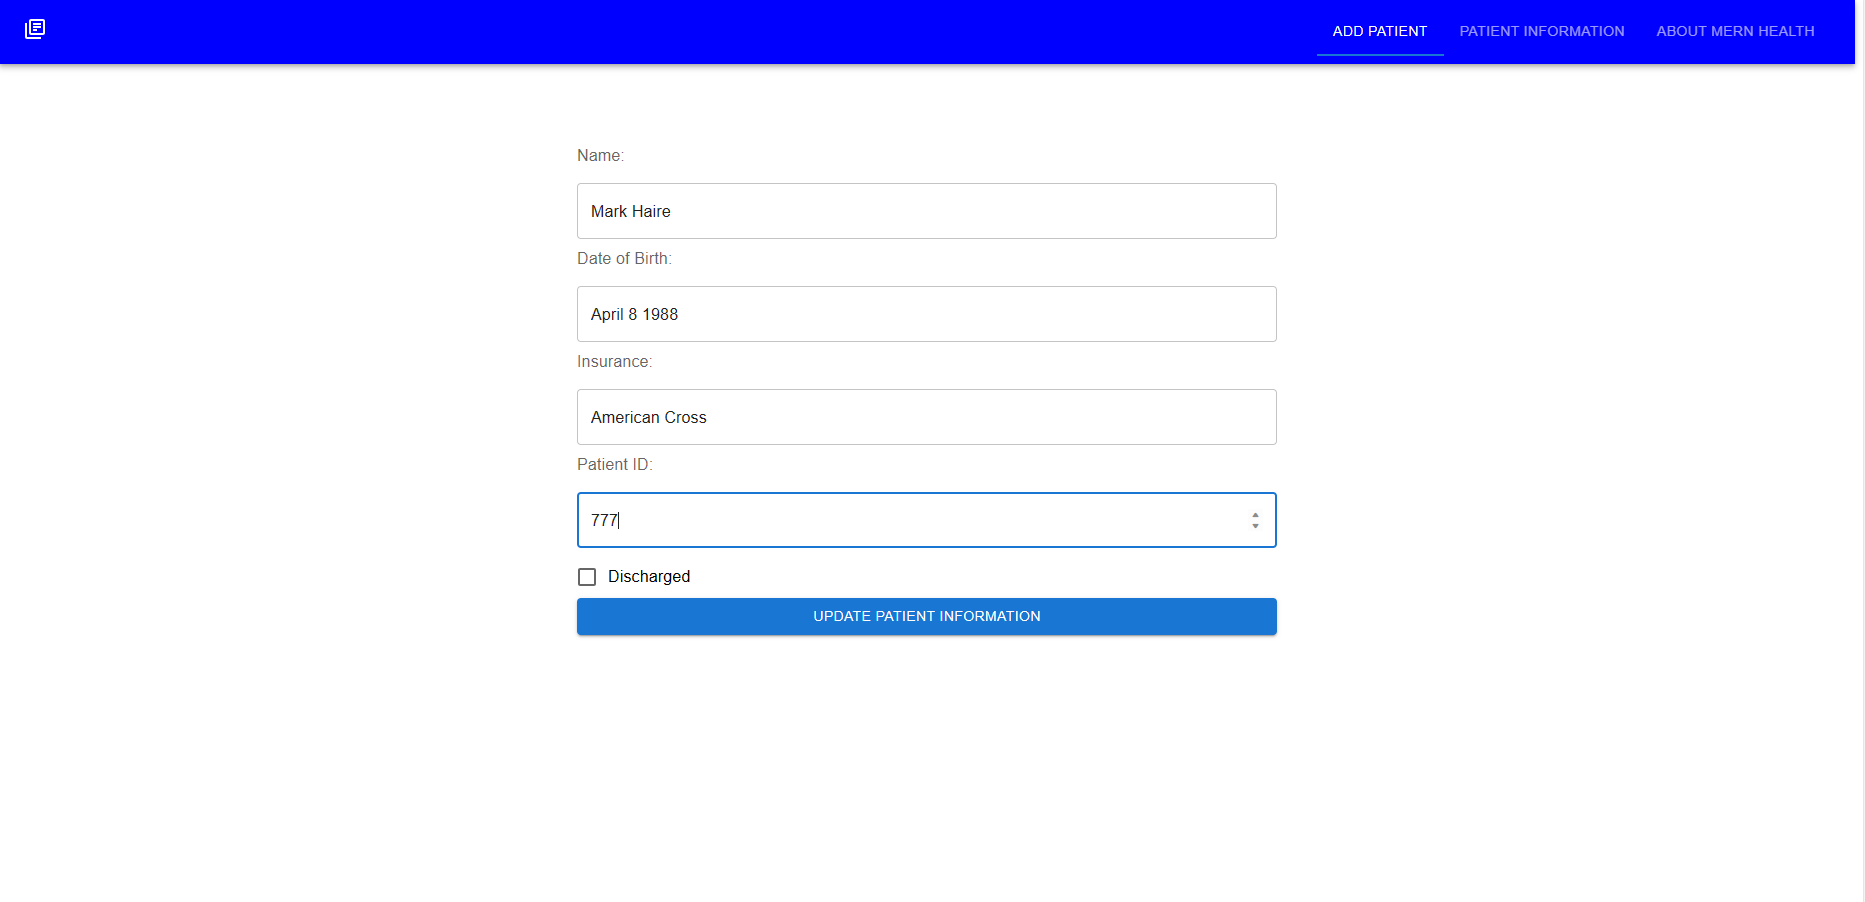 ADD PATIENT PATIENT INFORMATION ABOUT MERN HEALTH
Name:
Mark Haire
Date of Birth:
April 8 1988
Insurance:
American Cross
Patient ID:
777
Discharged
UPDATE PATIENT INFORMATION